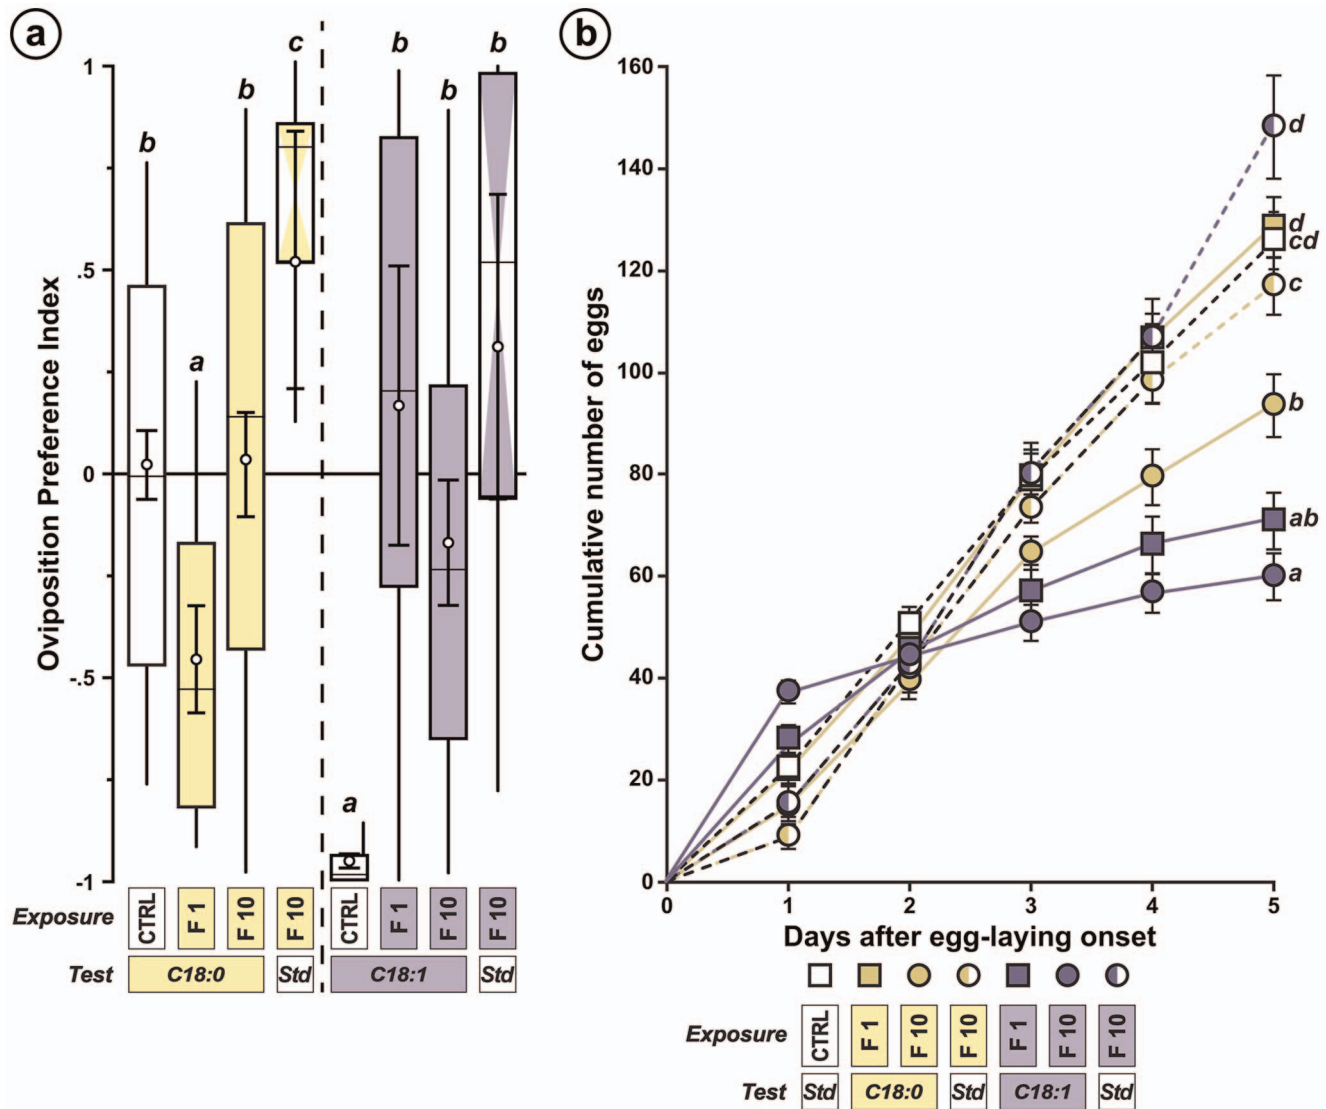 a
b
Oviposition Preference Index
1
.5
0
-.5
-1
b
a
b
c
a
b
b
b
Exposure
CTRL
F 1
F 10
F 10
CTRL
F 1
F 10
F 10
Test
C18:0
Std
C18:1
Std
Cumulative number of eggs
160
140
120
100
80
60
40
20
0
d
d
cd
c
b
ab
a
0
1
2
3
4
5
Days after egg-laying onset
Exposure
CTRL
F 1
F 10
F 10
F 1
F 10
F 10
Test
Std
C18:0
Std
C18:1
Std